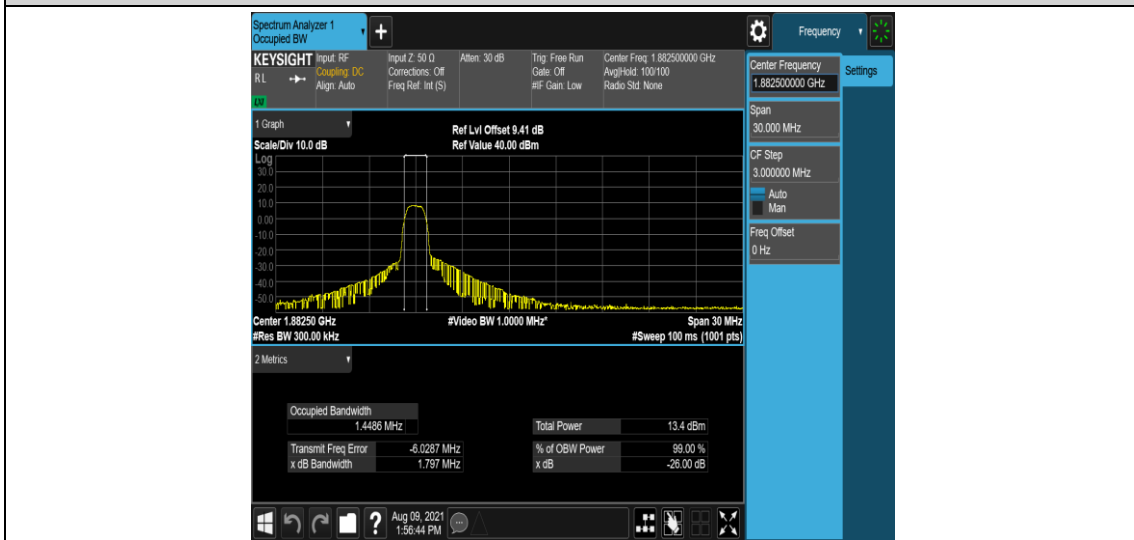 Spectrum Analyzer 1
Occupied BW
+
Frequency
KEYSIGHT
RL
LXI
Input: RF
Coupling: DC
Align: Auto
Input Z: 50 Ω
Corrections: Off
Freq Ref: Int (S)
Atten: 30 dB
Trig: Free Run
Gate: Off
#IF Gain: Low
Center Freq: 1.882500000 GHz
Avg|Hold: 100/100
Radio Std: None
Center Frequency
1.882500000 GHz
Settings
Span
30.000 MHz
CF Step
3.000000 MHz
Auto
Man
Freq Offset
0 Hz
1 Graph
Scale/Div 10.0 dB
Ref Lvl Offset 9.41 dB
Ref Value 40.00 dBm
Log
30.0
20.0
10.0
0.00
-10.0
-20.0
-30.0
-40.0
-50.0
Center 1.88250 GHz
#Video BW 1.0000 MHz*
Span 30 MHz
#Res BW 300.00 kHz
#Sweep 100 ms (1001 pts)
2 Metrics
Occupied Bandwidth
1.4486 MHz
Total Power 13.4 dBm
Transmit Freq Error -6.0287 MHz
% of OBW Power 99.00 %
x dB Bandwidth 1.797 MHz
x dB -26.00 dB
?
Aug 09, 2021
1:56:44 PM